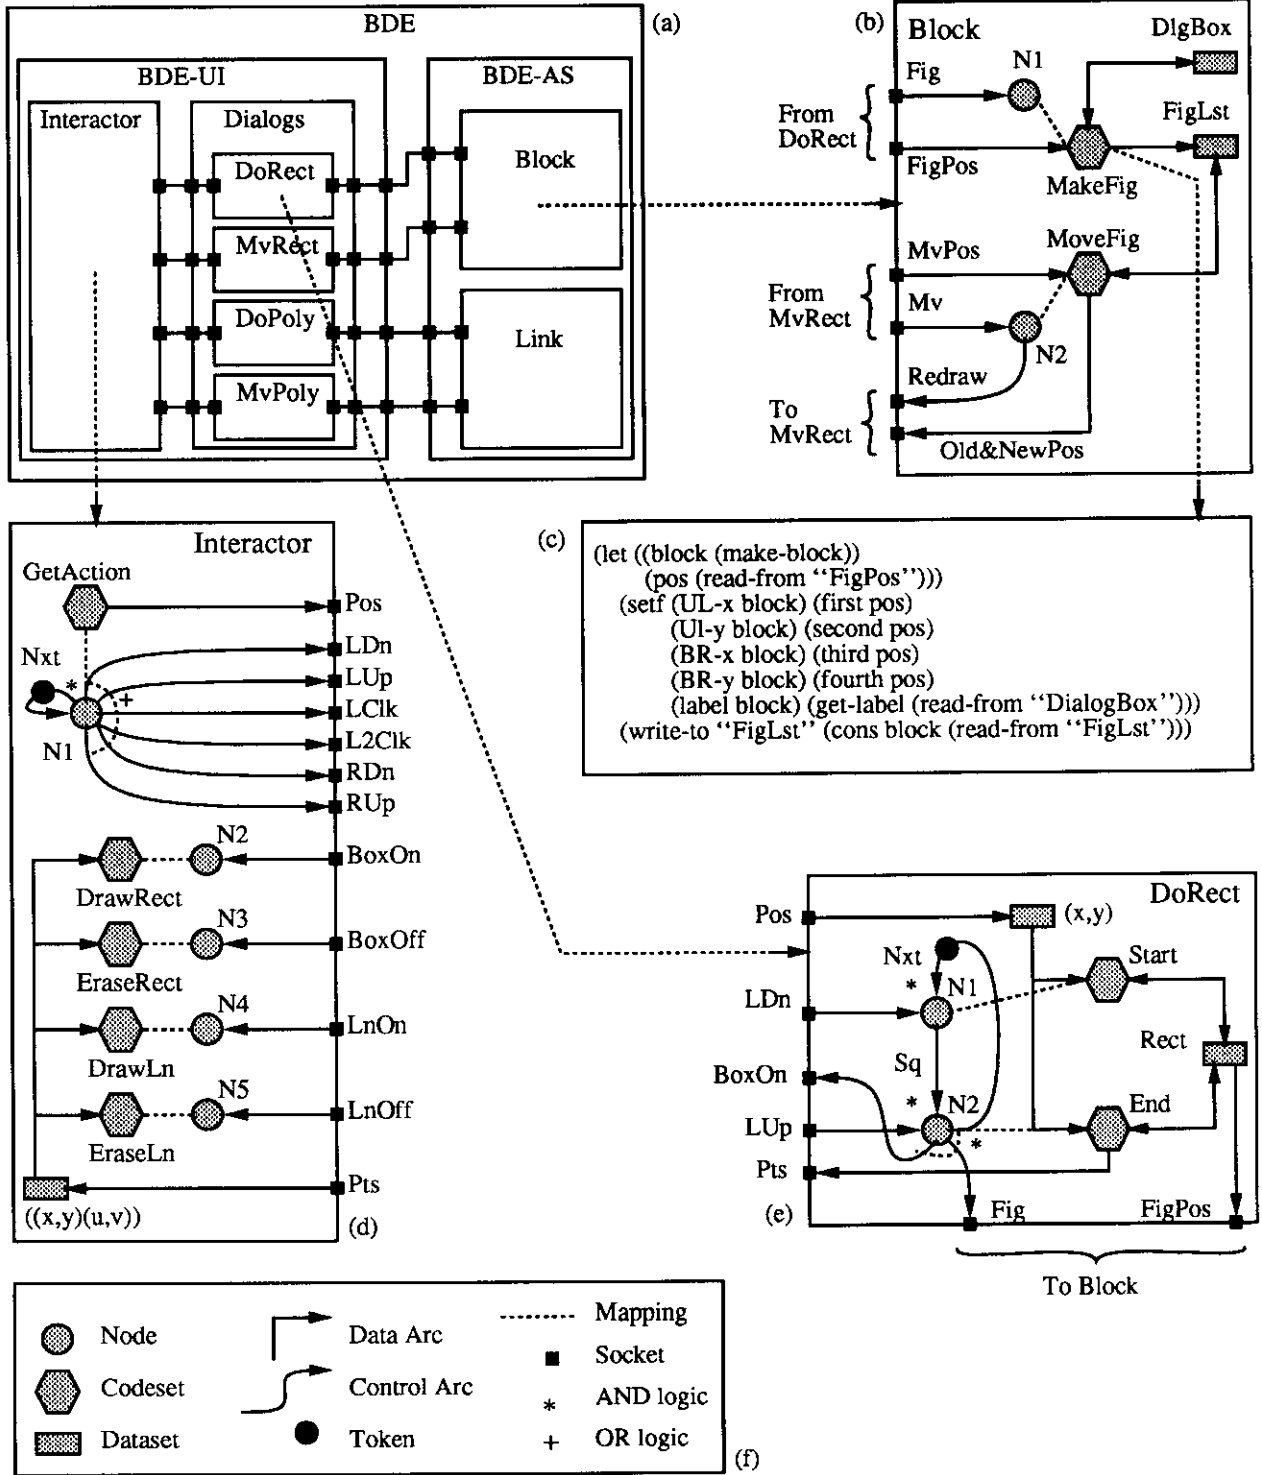 BDE
(a)
BDE-UI
BDE-AS
Interactor
Dialogs
DoRect
MvRect
DoPoly
MvPoly
Block
Link
(b)
Block
DlgBox
N1
Fig
From
DoRect
FigLst
FigPos
MakeFig
MoveFig
MvPos
From
MvRect
Mv
N2
Redraw
To
MvRect
Old&NewPos
(c)
(let ((block (make-block))
(pos (read-from “FigPos”)))
(setf (UL-x block) (first pos)
(Ul-y block) (second pos)
(BR-x block) (third pos)
(BR-y block) (fourth pos)
(label block) (get-label (read-from “DialogBox”)))
(write-to “FigLst” (cons block (read-from “FigLst”)))
Interactor
GetAction
Pos
LDn
Nxt
*
LUp
+
LClk
N1
L2Clk
RDn
RUp
N2
BoxOn
DrawRect
N3
BoxOff
EraseRect
N4
LnOn
DrawLn
N5
LnOff
EraseLn
Pts
((x,y)(u,v))
(d)
DoRect
Pos
(x,y)
Nxt
Start
*
N1
LDn
Rect
Sq
BoxOn
*
N2
End
LUp
*
Pts
(e)
Fig
FigPos
To Block
Node
Data Arc
Mapping
Codeset
Control Arc
Socket
*
AND logic
Dataset
Token
+
OR logic
(f)